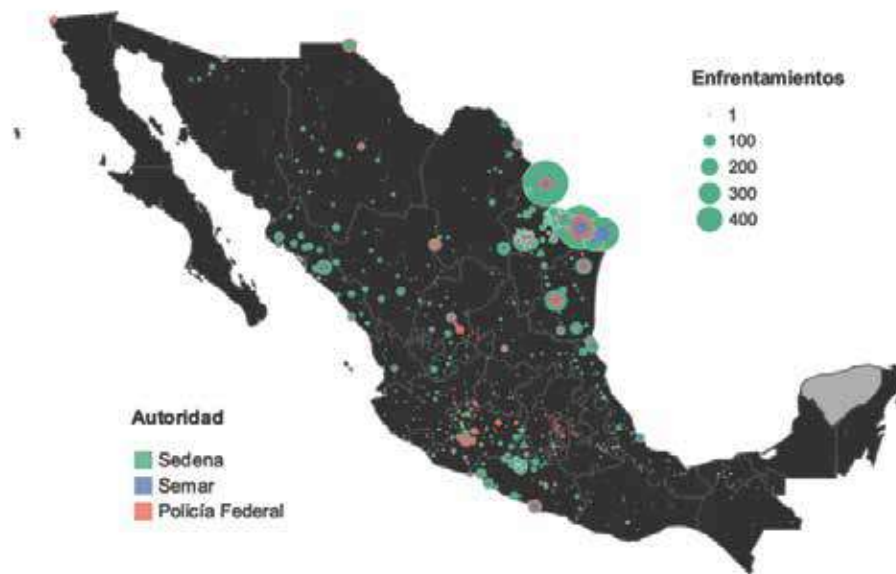 Enfrentamientos
1
100
200
300
400
Autoridad
Sedena
Semar
Policía Federal